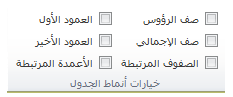 صف الرؤوس العمود الأول
صف الإجمالي العمود الأخير
الصفوف المرتبطة الأعمدة المرتبطة
خيارات أنماط الجدول